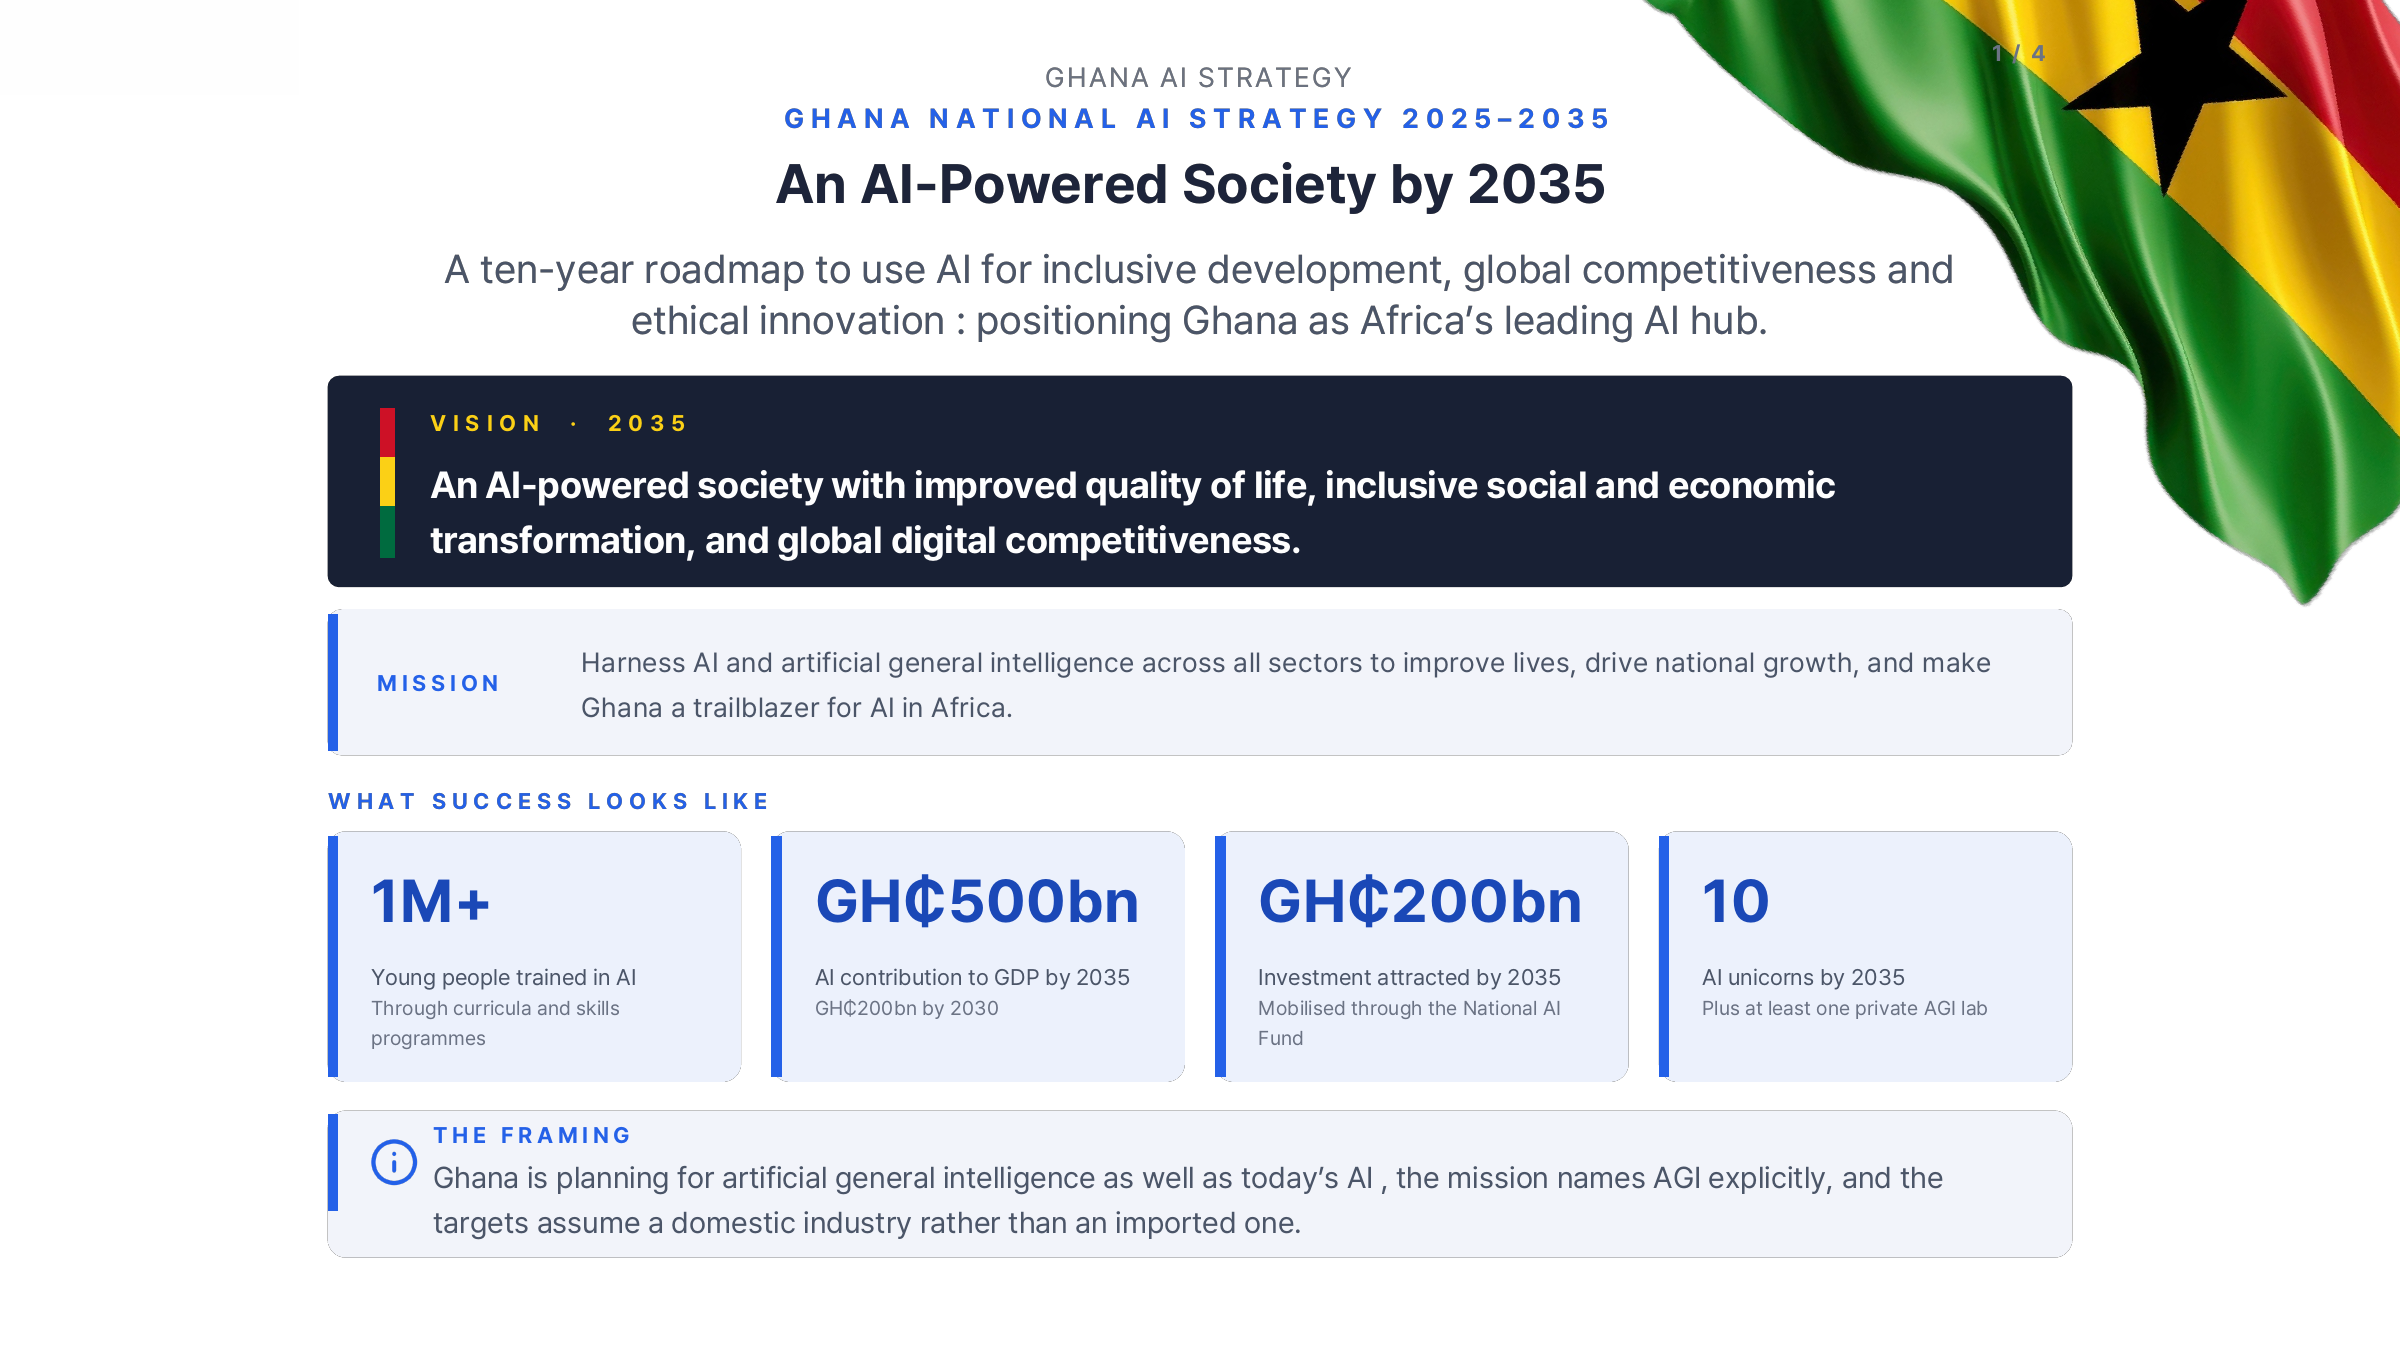 1 / 4
GHANA AI STRATEGY
GHANA NATIONAL AI STRATEGY 2025–2035
An AI-Powered Society by 2035
A ten-year roadmap to use AI for inclusive development, global competitiveness and
ethical innovation : positioning Ghana as Africa’s leading AI hub.
VISION · 2035
An AI-powered society with improved quality of life, inclusive social and economic
transformation, and global digital competitiveness.
MISSION
Harness AI and artificial general intelligence across all sectors to improve lives, drive national growth, and make
Ghana a trailblazer for AI in Africa.
WHAT SUCCESS LOOKS LIKE
1M+
Young people trained in AI
Through curricula and skills
programmes
GH₵500bn
AI contribution to GDP by 2035
GH₵200bn by 2030
GH₵200bn
Investment attracted by 2035
Mobilised through the National AI
Fund
10
AI unicorns by 2035
Plus at least one private AGI lab
THE FRAMING
Ghana is planning for artificial general intelligence as well as today’s AI , the mission names AGI explicitly, and the
targets assume a domestic industry rather than an imported one.